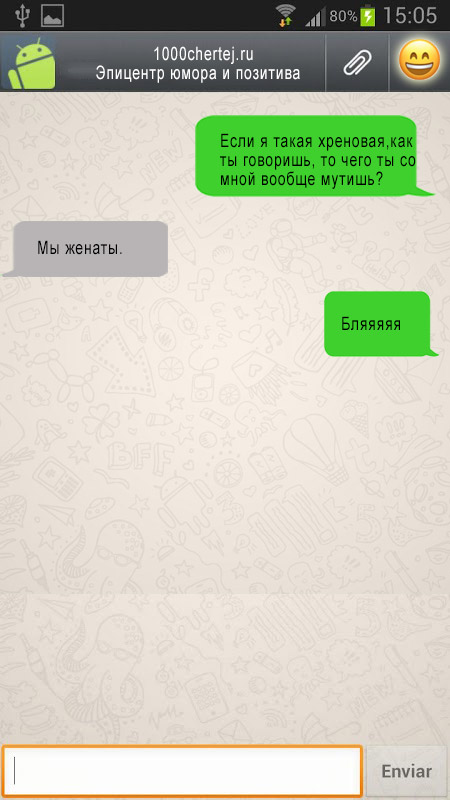 80% 15:05
1000chertej.ru
Эпицентр юмора и позитива
Если я такая хреновая,как
ты говоришь, то чего ты со
мной вообще мутишь?
Мы женаты.
Бляяяяя
BFF
Enviar